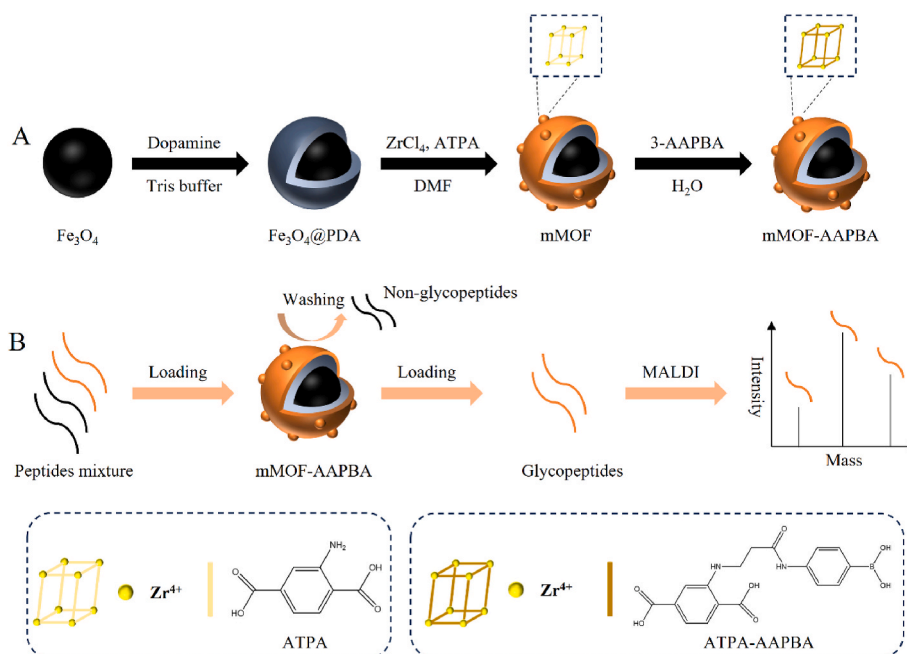 A
Dopamine
Tris buffer
ZrCl₄, ATPA
DMF
3-AAPBA
H₂O
Fe₃O₄
Fe₃O₄@PDA
mMOF
mMOF-AAPBA
B
Washing
Non-glycopeptides
Loading
Loading
MALDI
Intensity
Mass
Peptides mixture
mMOF-AAPBA
Glycopeptides
Zr⁴⁺
NH₂
O
OH
HO
O
ATPA
Zr⁴⁺
O
NH
NH
B
OH
OH
O
OH
HO
O
ATPA-AAPBA